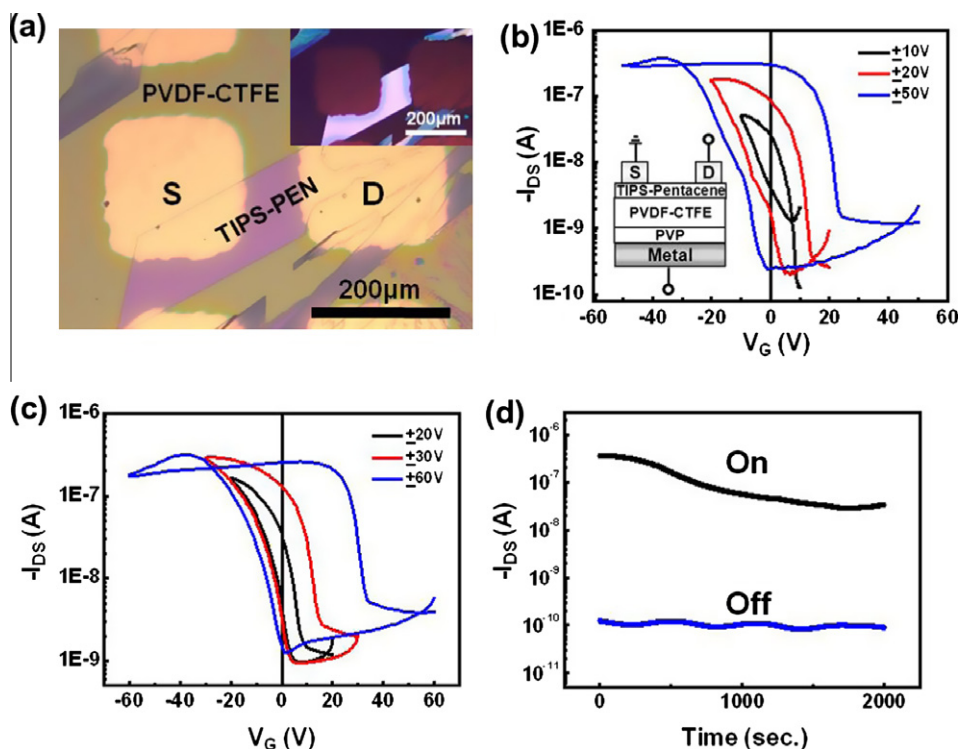 (a)
PVDF-CTFE
200µm
S
TIPS-PEN
D
200µm
(b)
-I_DS (A)
1E-6
1E-7
1E-8
1E-9
1E-10
±10V
±20V
±50V
S
D
TIPS-Pentacene
PVDF-CTFE
PVP
Metal
-60 -40 -20 0 20 40 60
V_G (V)
(c)
-I_DS (A)
1E-6
1E-7
1E-8
1E-9
±20V
±30V
±60V
-60 -40 -20 0 20 40 60
V_G (V)
(d)
-I_DS (A)
10^-6
10^-7
10^-8
10^-9
10^-10
10^-11
On
Off
0 1000 2000
Time (sec.)